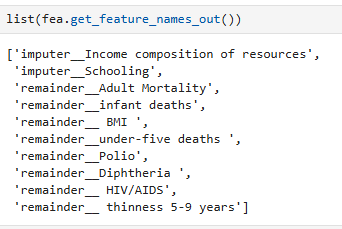 list(fea.get_feature_names_out())
['imputer__Income composition of resources',
 'imputer__Schooling',
 'remainder__Adult Mortality',
 'remainder__infant deaths',
 'remainder__ BMI ',
 'remainder__under-five deaths ',
 'remainder__Polio',
 'remainder__Diphtheria ',
 'remainder__ HIV/AIDS',
 'remainder__ thinness 5-9 years']